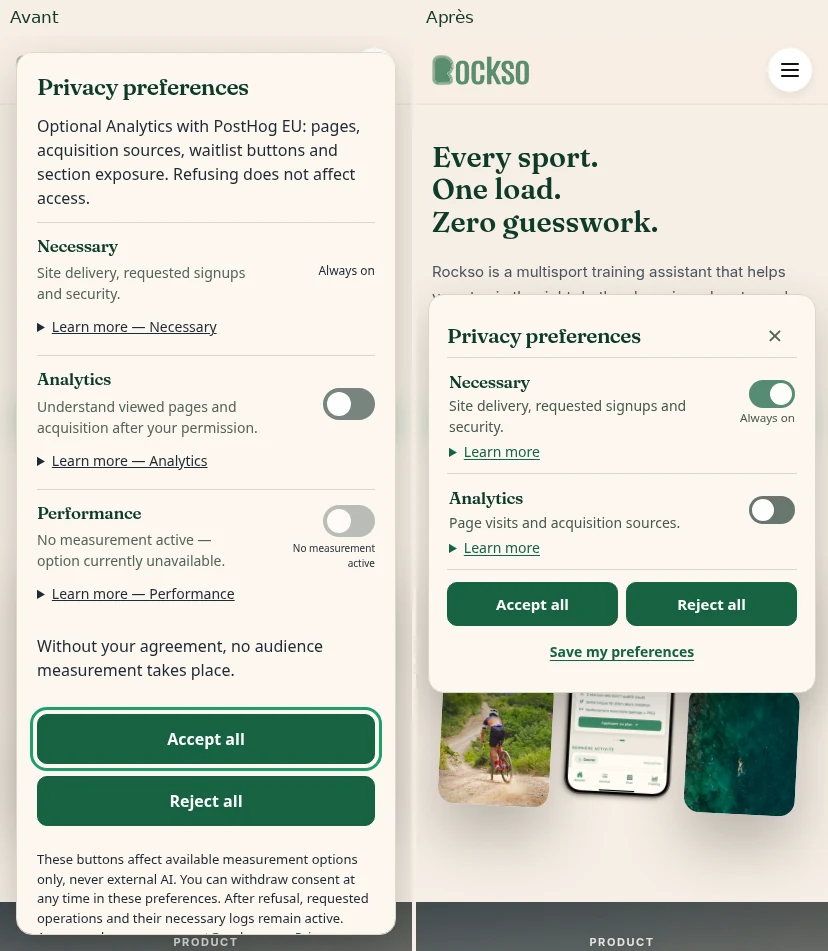 Avant
Privacy preferences
Optional Analytics with PostHog EU: pages,
acquisition sources, waitlist buttons and
section exposure. Refusing does not affect
access.
Necessary
Site delivery, requested signups
and security.
Always on
Learn more — Necessary
Analytics
Understand viewed pages and
acquisition after your permission.
Learn more — Analytics
Performance
No measurement active —
option currently unavailable.
No measurement
active
Learn more — Performance
Without your agreement, no audience
measurement takes place.
Accept all
Reject all
These buttons affect available measurement options
only, never external AI. You can withdraw consent at
any time in these preferences. After refusal, requested
operations and their necessary logs remain active.
PRODUCT
Après
Rockso
Every sport.
One load.
Zero guesswork.
Rockso is a multisport training assistant that helps
Privacy preferences
Necessary
Site delivery, requested signups and
security.
Always on
Learn more
Analytics
Page visits and acquisition sources.
Learn more
Accept all
Reject all
Save my preferences
PRODUCT